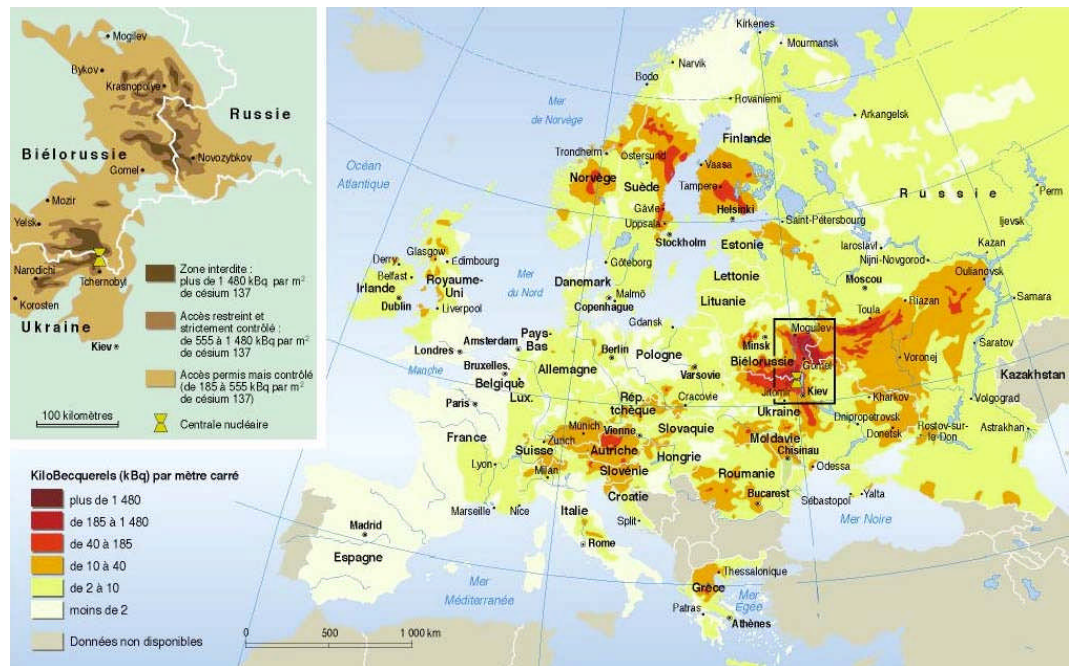 Mogilev
Bykov
Krasnopolye
Russie
Biélorussie
Novozybkov
Gomel
Mozir
Yelsk
Narodichi
Tchernobyl
Korosten
Ukraine
Kiev
100 kilomètres
Zone interdite :
plus de 1 480 kBq par m²
de césium 137
Accès restreint et
strictement contrôlé :
de 555 à 1 480 kBq par m²
de césium 137
Accès permis mais contrôlé
(de 185 à 555 kBq par m²
de césium 137)
Centrale nucléaire
KiloBecquerels (kBq) par mètre carré
plus de 1 480
de 185 à 1 480
de 40 à 185
de 10 à 40
de 2 à 10
moins de 2
Données non disponibles
0 500 1 000 km
Kirkenes
Mourmansk
Narvik
Bodø
Rovaniemi
Mer
de Norvège
Arkangelsk
Finlande
Trondheim
Ostersund
Vaasa
Océan
Atlantique
Norvège
Suède
Tampere
Russie
Perm
Gävle
Helsinki
Uppsala
Saint-Pétersbourg
Ijevsk
Stockholm
Estonie
Iaroslavl
Kazan
Nijni-Novgorod
Glasgow
Derry
Edimbourg
Göteborg
Oulianovsk
Belfast
Mer
du Nord
Danemark
Lettonie
Moscou
Irlande
Royaume-
Uni
Malmö
Lituanie
Riazan
Samara
Dublin
Liverpool
Copenhague
Toula
Gdansk
Minsk
Moguilev
Amsterdam
Pays-
Bas
Berlin
Biélorussie
Gomel
Saratov
Londres
Pologne
Voronej
Manche
Bruxelles
Allemagne
Varsovie
Kazakhstan
Belgique
Lux.
Rép.
tchèque
Jitomir
Kiev
Cracovie
Kharkov
Volgograd
Paris
Ukraine
Slovaquie
Dnipropetrovsk
Munich
Vienne
Moldavie
Donetsk
Rostov-sur-
le-Don
Astrakhan
France
Zurich
Suisse
Autriche
Hongrie
Chisinau
Lyon
Slovénie
Odessa
Milan
Roumanie
Croatie
Sébastopol
Yalta
Marseille
Nice
Italie
Bucarest
Split
Mer Noire
Madrid
Rome
Espagne
Thessalonique
Mer
Méditerranée
Grèce
Mer
Egée
Patras
Athènes